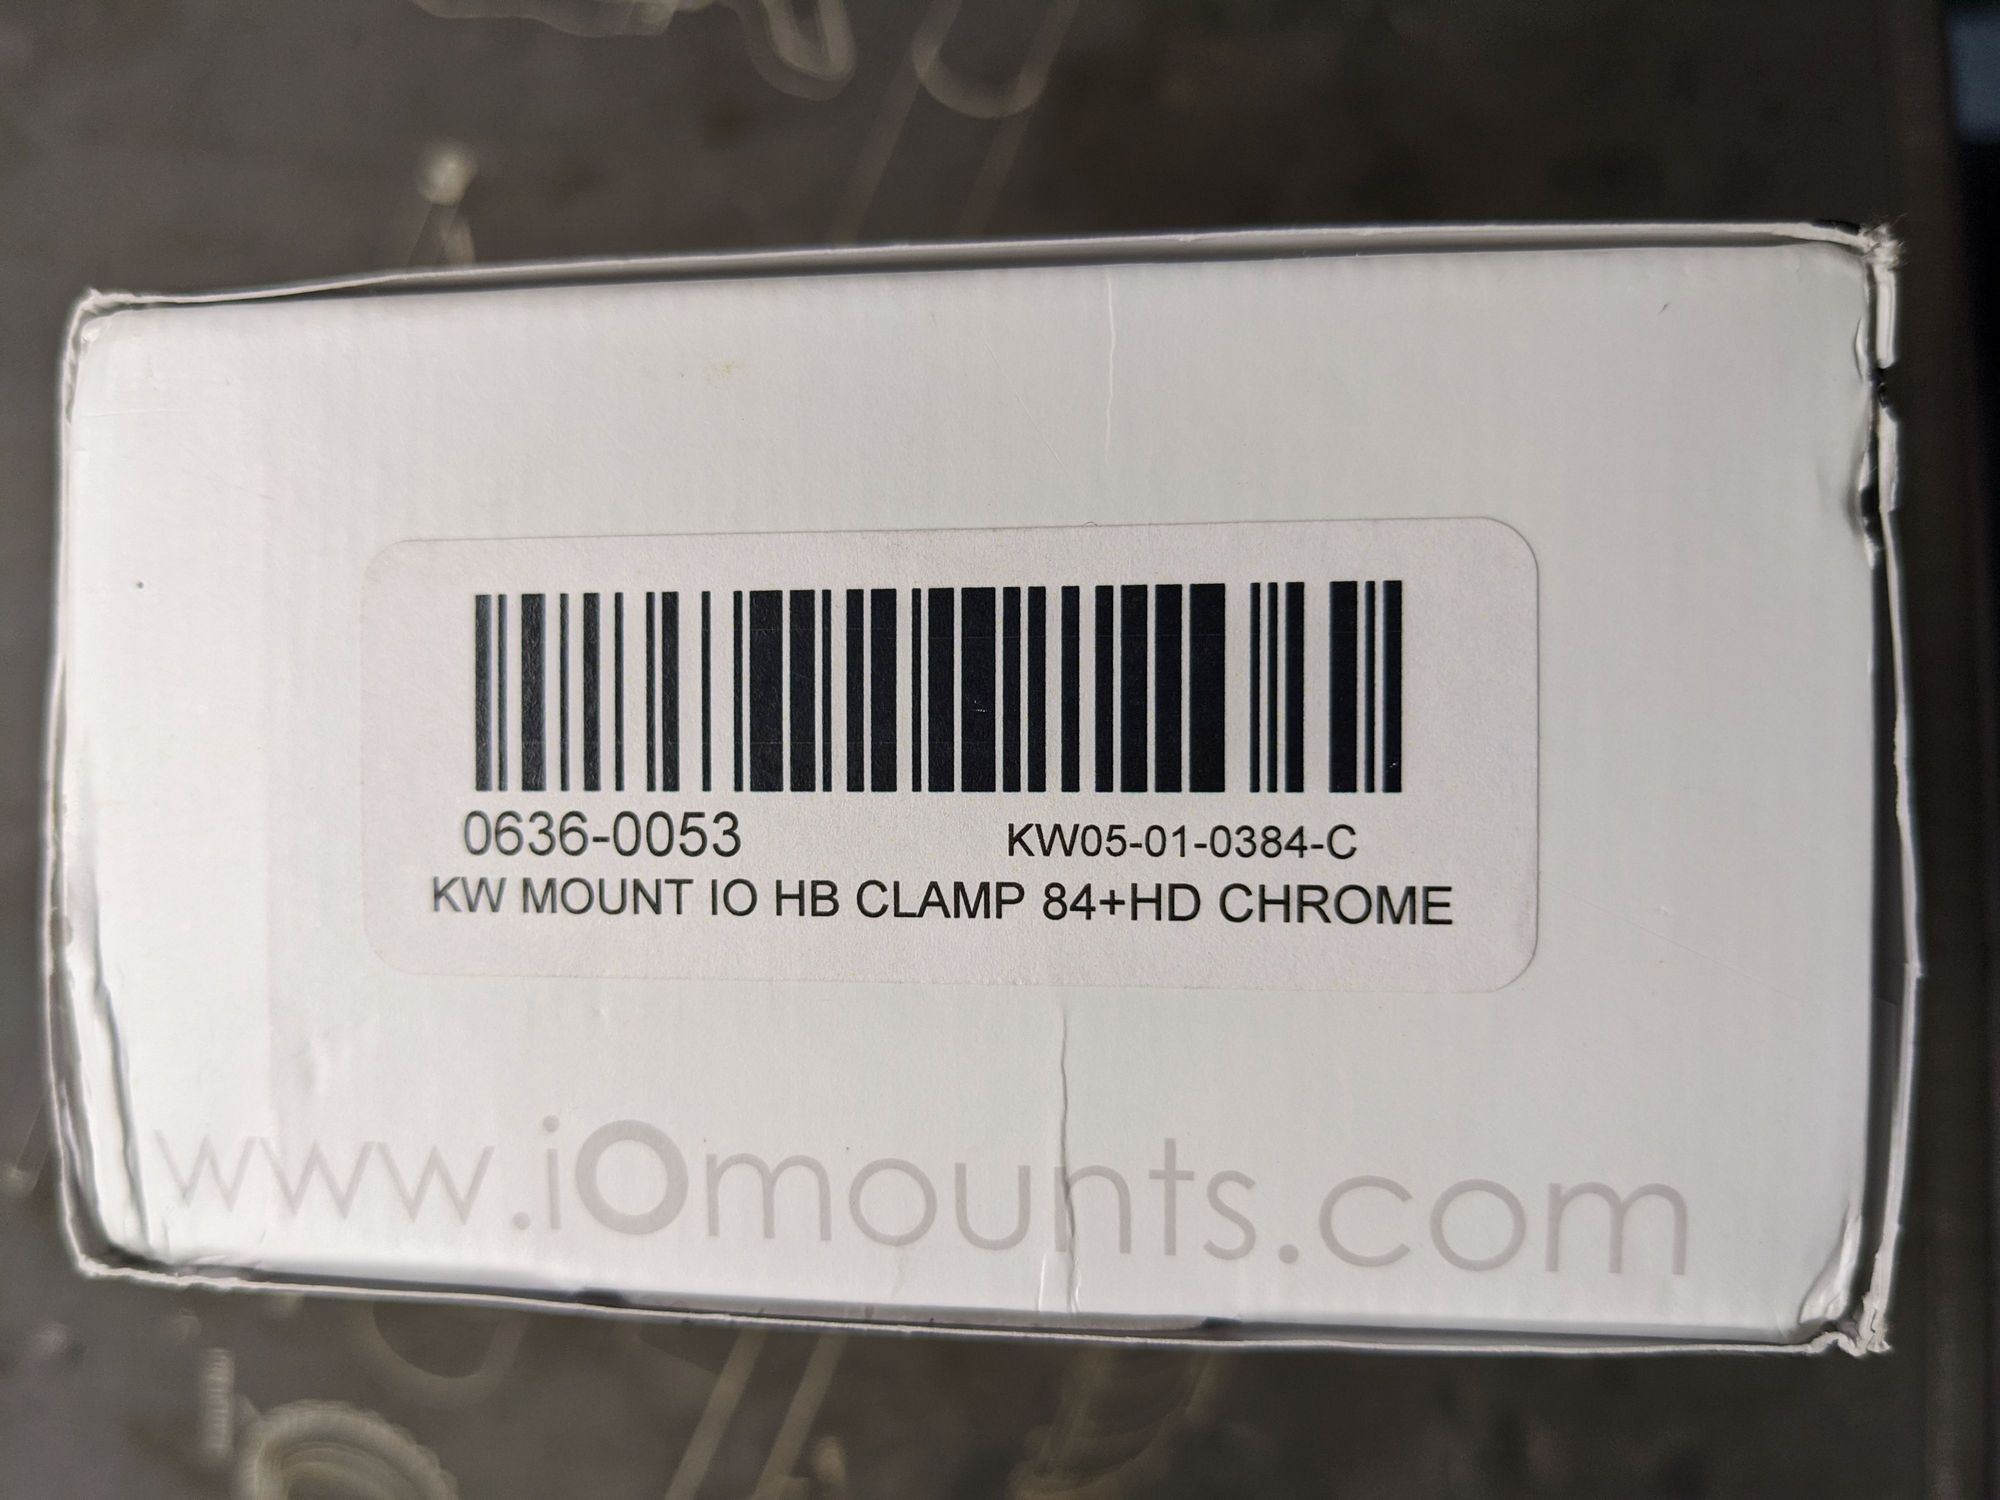 0636-0053 KW05-01-0384-C
KW MOUNT IO HB CLAMP 84+HD CHROME
www.iOmounts.com